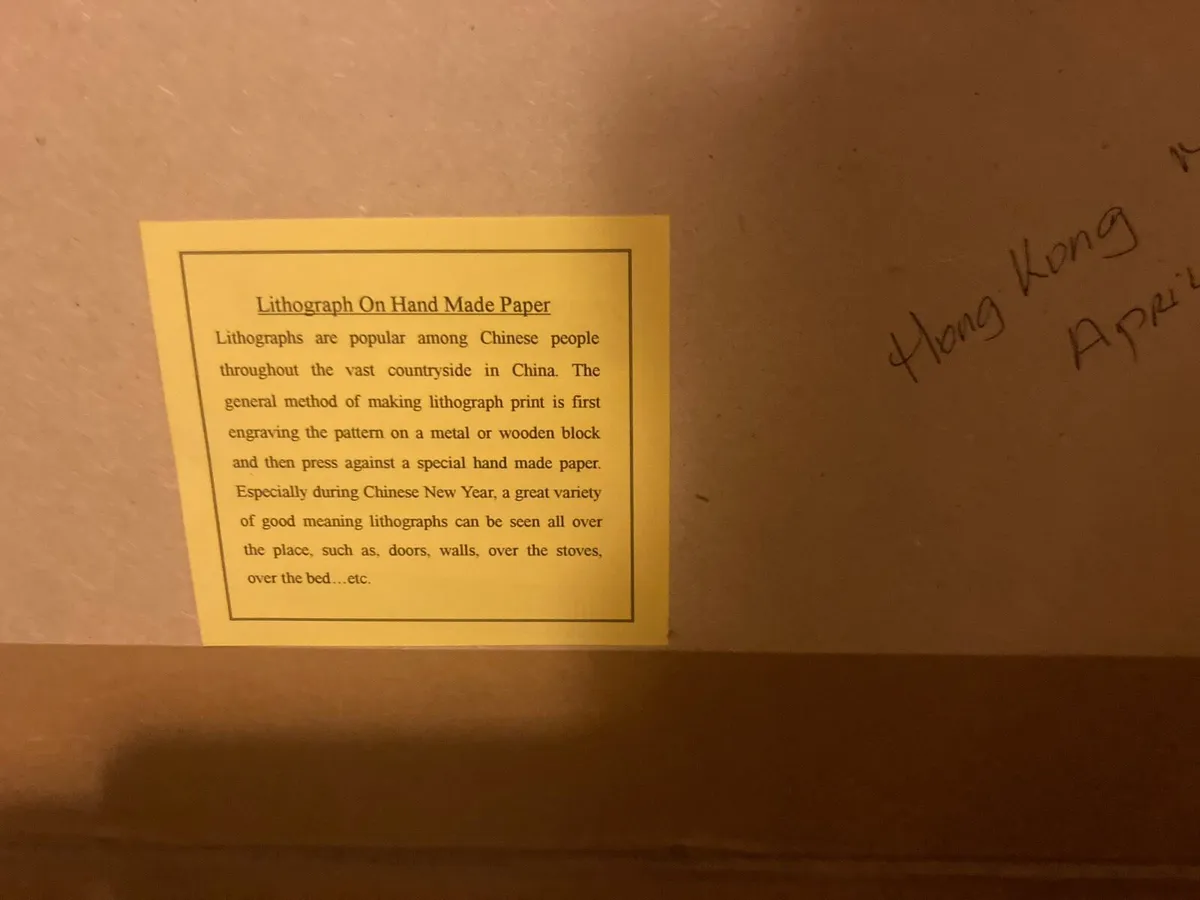 Lithograph On Hand Made Paper
Lithographs are popular among Chinese people
throughout the vast countryside in China. The
general method of making lithograph print is first
engraving the pattern on a metal or wooden block
and then press against a special hand made paper.
Especially during Chinese New Year, a great variety
of good meaning lithographs can be seen all over
the place, such as, doors, walls, over the stoves,
over the bed...etc.
Hong Kong
April